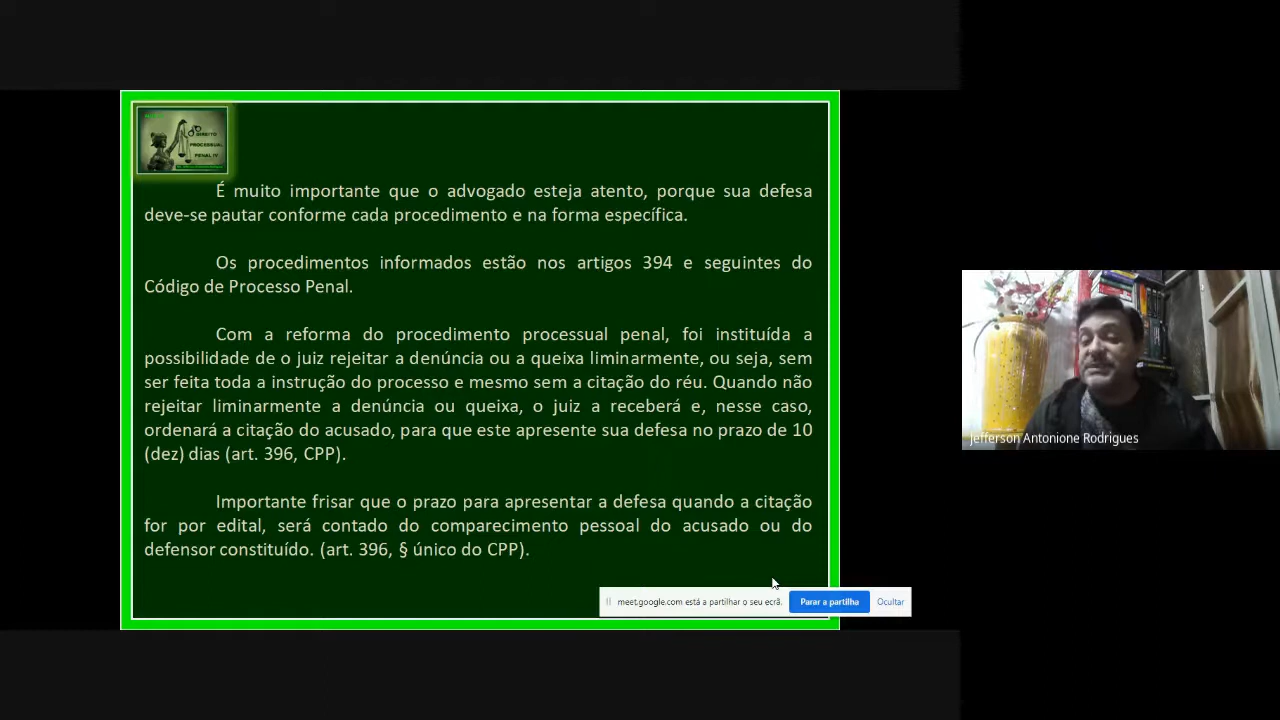 DIREITO
PROCESSUAL
PENAL IV
É muito importante que o advogado esteja atento, porque sua defesa
deve-se pautar conforme cada procedimento e na forma específica.
Os procedimentos informados estão nos artigos 394 e seguintes do
Código de Processo Penal.
Com a reforma do procedimento processual penal, foi instituída a
possibilidade de o juiz rejeitar a denúncia ou a queixa liminarmente, ou seja, sem
ser feita toda a instrução do processo e mesmo sem a citação do réu. Quando não
rejeitar liminarmente a denúncia ou queixa, o juiz a receberá e, nesse caso,
ordenará a citação do acusado, para que este apresente sua defesa no prazo de 10
(dez) dias (art. 396, CPP).
Importante frisar que o prazo para apresentar a defesa quando a citação
for por edital, será contado do comparecimento pessoal do acusado ou do
defensor constituído. (art. 396, § único do CPP).
meet.google.com está a partilhar o seu ecrã. Parar a partilha Ocultar
Jefferson Antonione Rodrigues